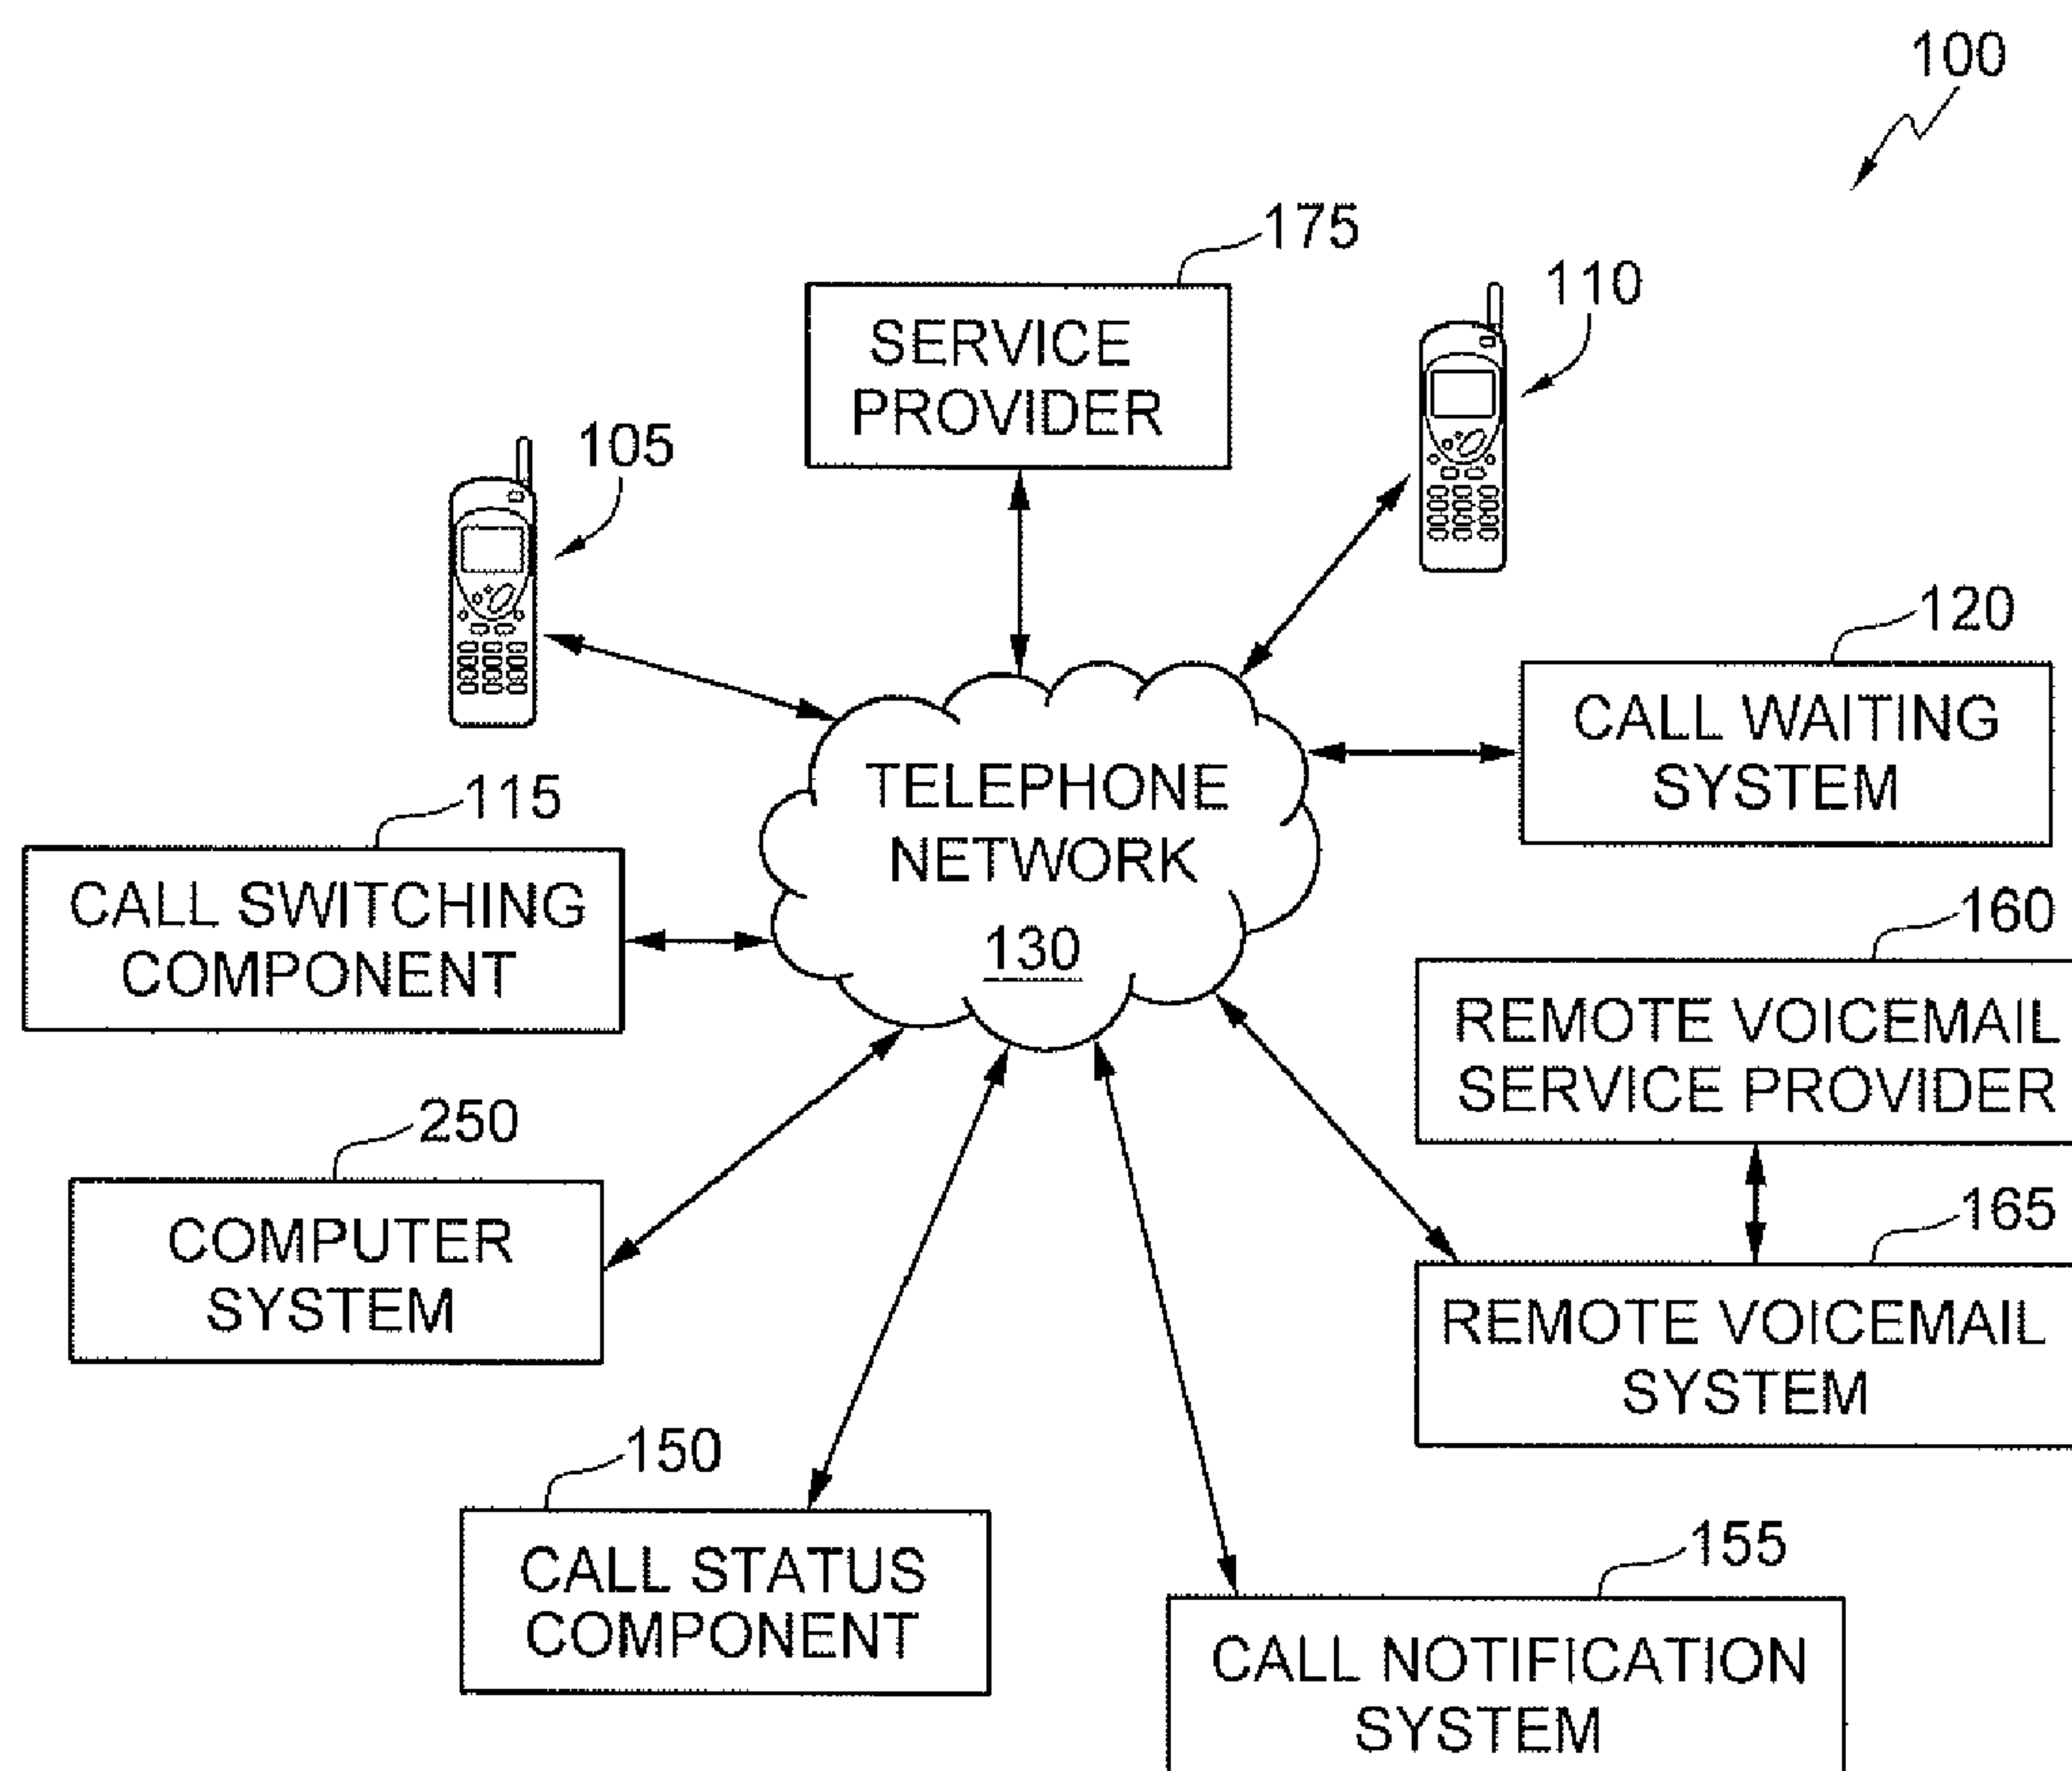 100
175
SERVICE
PROVIDER
110
105
120
CALL WAITING
SYSTEM
TELEPHONE
NETWORK
130
115
CALL SWITCHING
COMPONENT
160
REMOTE VOICEMAIL
SERVICE PROVIDER
250
COMPUTER
SYSTEM
165
REMOTE VOICEMAIL
SYSTEM
150
CALL STATUS
COMPONENT
155
CALL NOTIFICATION
SYSTEM